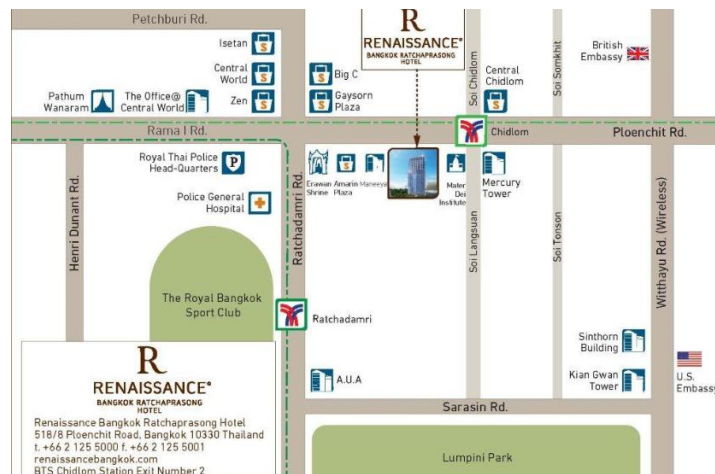 Petchburi Rd.
R
RENAISSANCE®
BANGKOK RATCHAPRASONG
HOTEL
Isetan
Central
World
Zen
Big C
Gaysorn
Plaza
Pathum
Wanaram
The Office@
Central World
Soi Chidlom
Soi Somkhit
Central
Chidlom
British
Embassy
Rama I Rd.
Chidlom
Ploenchit Rd.
Royal Thai Police
Head-Quarters
P
Police General
Hospital
Erawan
Shrine
Amarin
Plaza
Maneeya
Mater
Dei
Institute
Mercury
Tower
Henri Dunant Rd.
Ratchadamri Rd.
Soi Langsuan
Soi Tonson
Witthayu Rd. (Wireless)
The Royal Bangkok
Sport Club
Ratchadamri
Sinthorn
Building
A.U.A
Kian Gwan
Tower
U.S.
Embassy
Sarasin Rd.
Lumpini Park
R
RENAISSANCE®
BANGKOK RATCHAPRASONG
HOTEL
Renaissance Bangkok Ratchaprasong Hotel
518/8 Ploenchit Road, Bangkok 10330 Thailand
t. +66 2 125 5000 f. +66 2 125 5001
renaissancebangkok.com
BTS Chidlom Station Exit Number 2